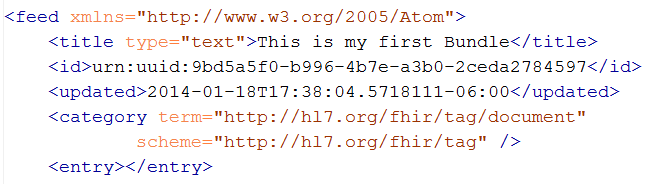 <feed xmlns="http://www.w3.org/2005/Atom">
<title type="text">This is my first Bundle</title>
<id>urn:uuid:9bd5a5f0-b996-4b7e-a3b0-2ceda2784597</id>
<updated>2014-01-18T17:38:04.5718111-06:00</updated>
<category term="http://hl7.org/fhir/tag/document"
scheme="http://hl7.org/fhir/tag" />
<entry></entry>